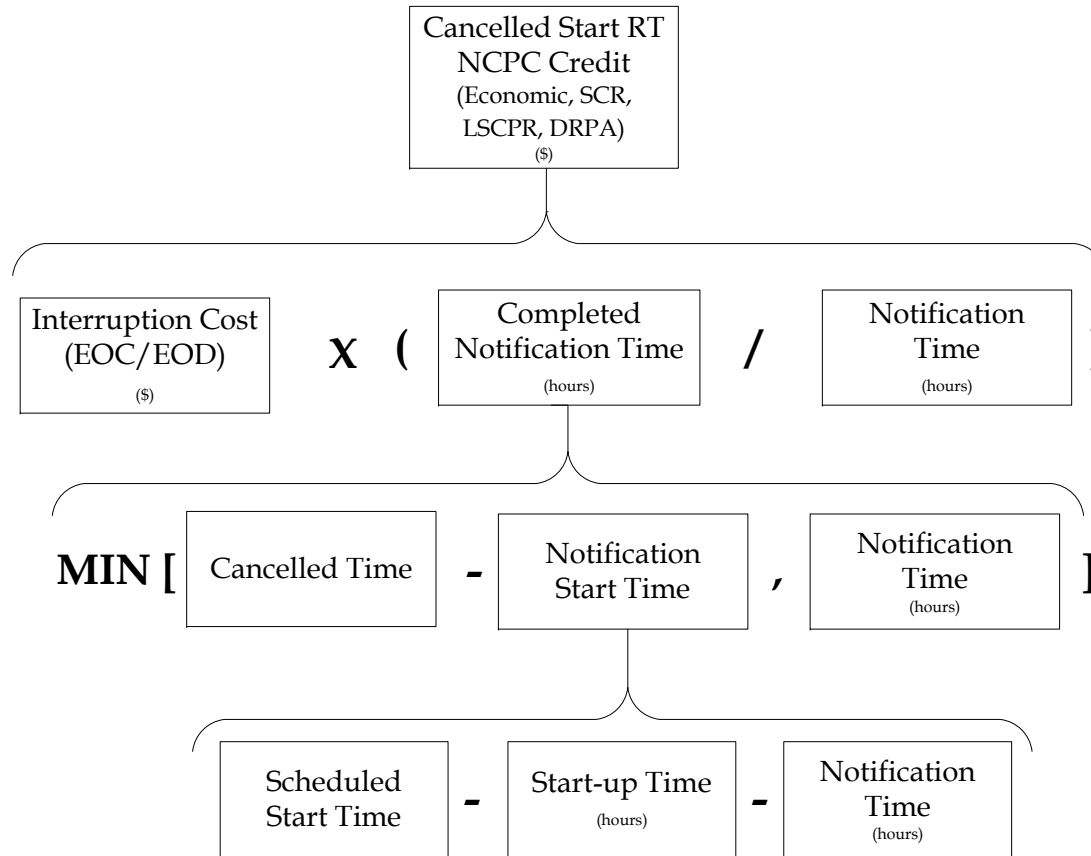 Cancelled Start RT
NCPC Credit
(Economic, SCR,
LSCPR, DRPA)
($)
Interruption Cost
(EOC/EOD)
($)
X
(
Completed
Notification Time
(hours)
/
Notification
Time
(hours)
MIN [
Cancelled Time
-
Notification
Start Time
,
Notification
Time
(hours)
]
Scheduled
Start Time
-
Start-up Time
(hours)
-
Notification
Time
(hours)